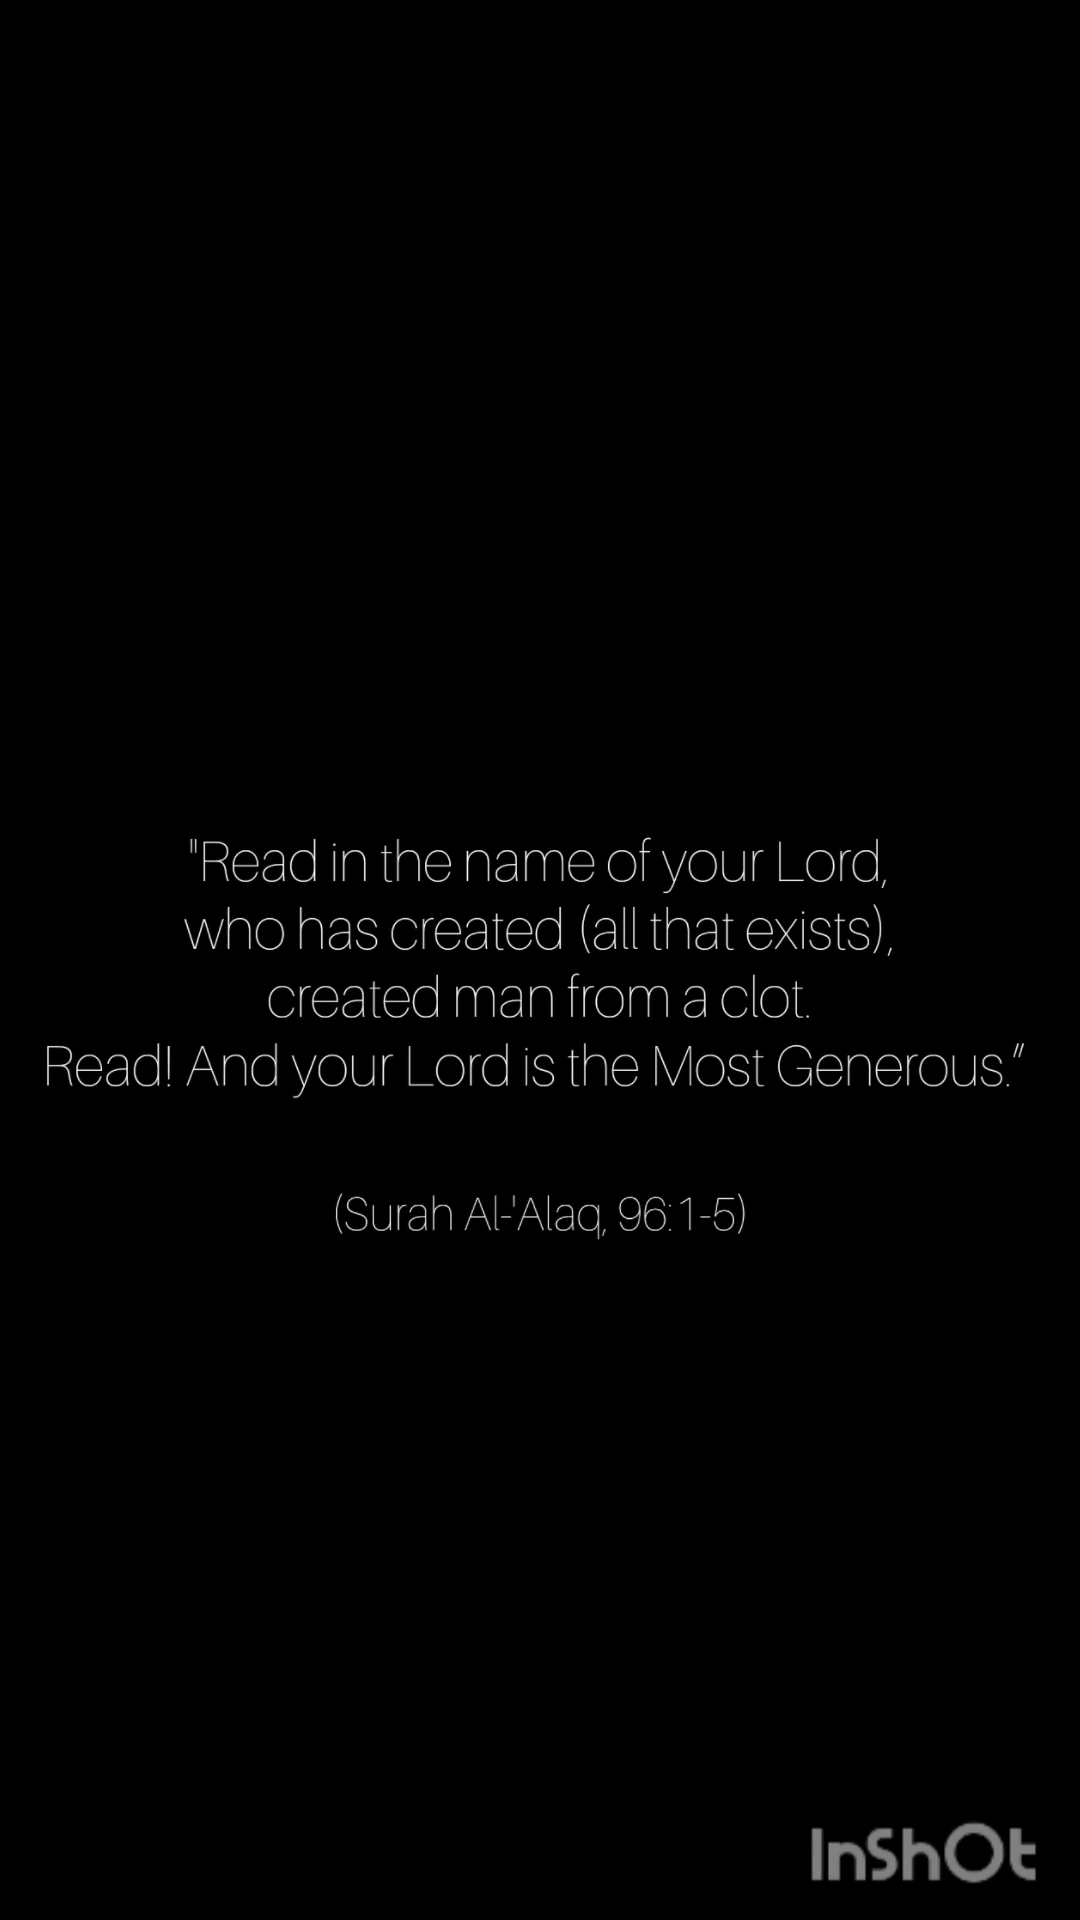 "Read in the name of your Lord,
who has created (all that exists),
created man from a clot.
Read! And your Lord is the Most Generous.”
(Surah Al-'Alaq, 96:1-5)
InShOt